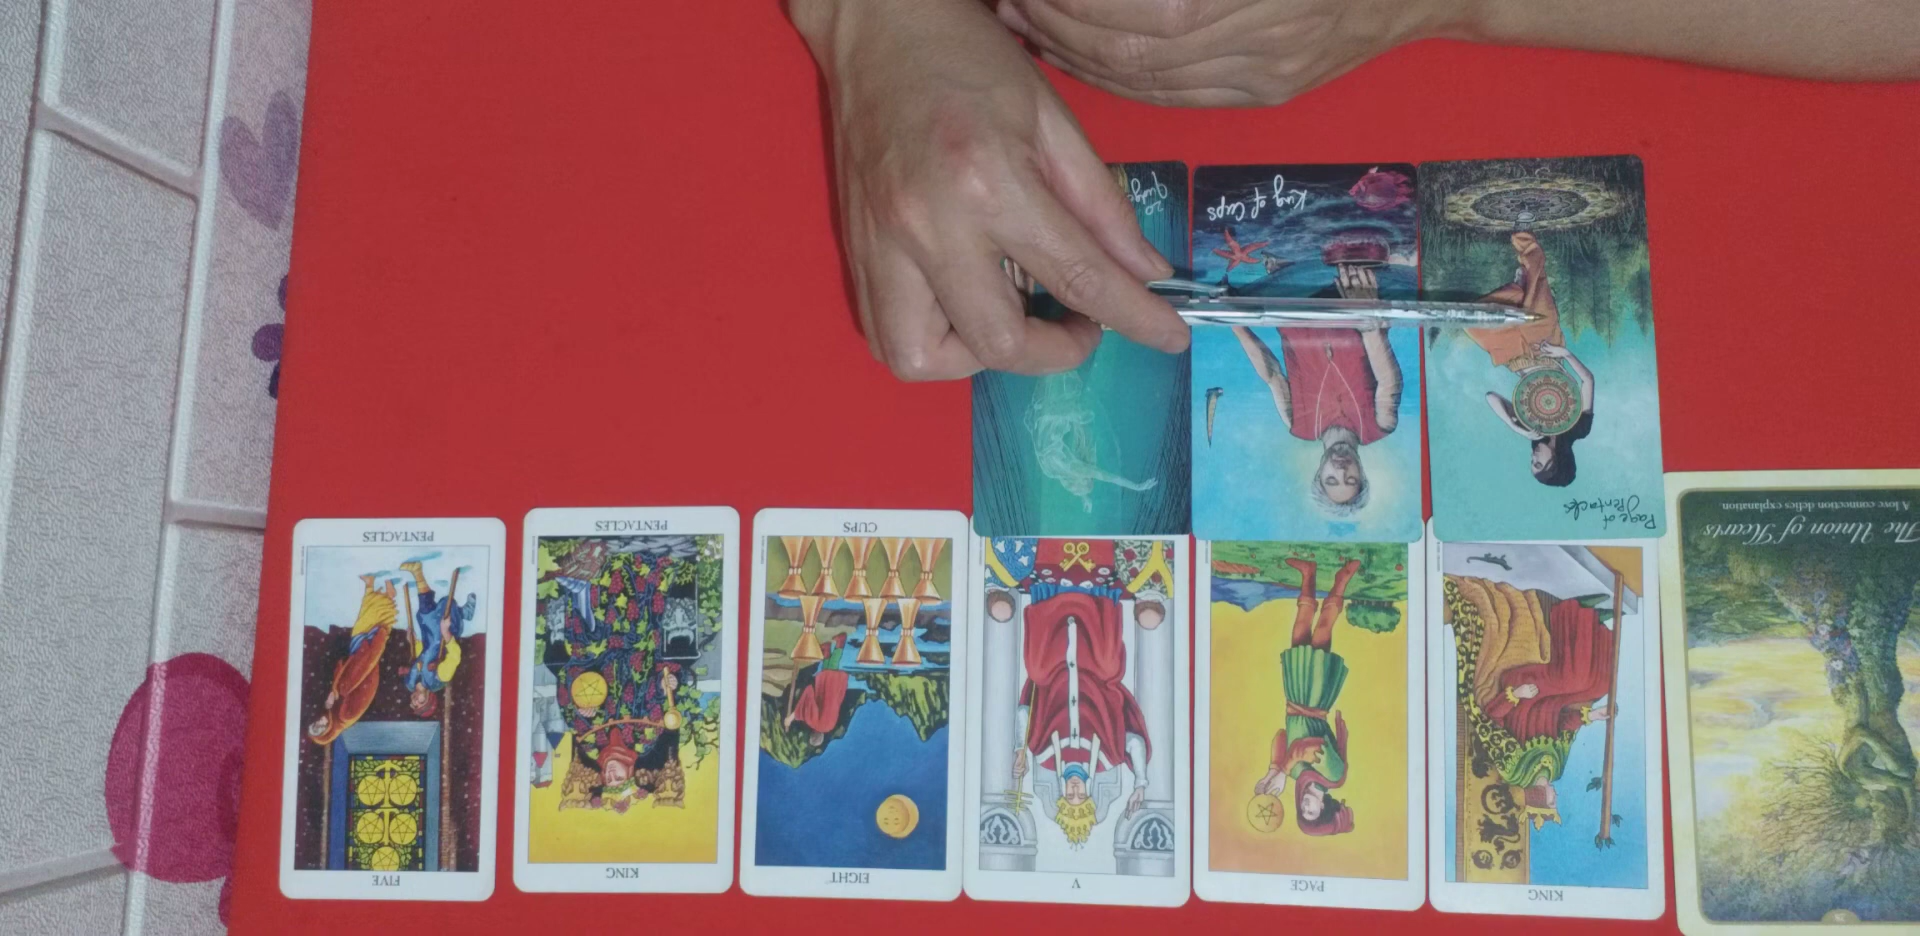 KING
PAGE
V
EIGHT
KING
FIVE
The Union of Hearts
A love connection defies explanation.
CUPS
PENTACLES
PENTACLES
Page of
Pentacles
King of Cups
20